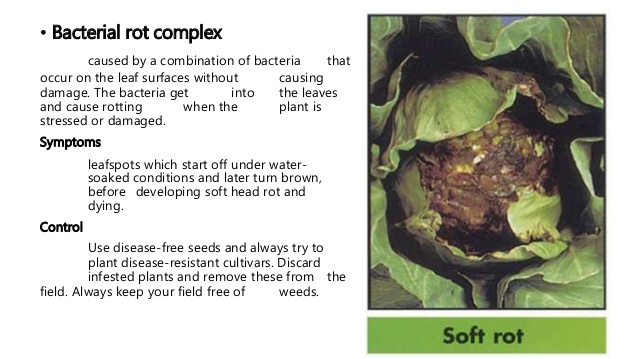 • Bacterial rot complex
caused by a combination of bacteria that
occur on the leaf surfaces without causing
damage. The bacteria get into the leaves
and cause rotting when the plant is
stressed or damaged.
Symptoms
leafspots which start off under water-
soaked conditions and later turn brown,
before developing soft head rot and
dying.
Control
Use disease-free seeds and always try to
plant disease-resistant cultivars. Discard
infested plants and remove these from the
field. Always keep your field free of weeds.
Soft rot